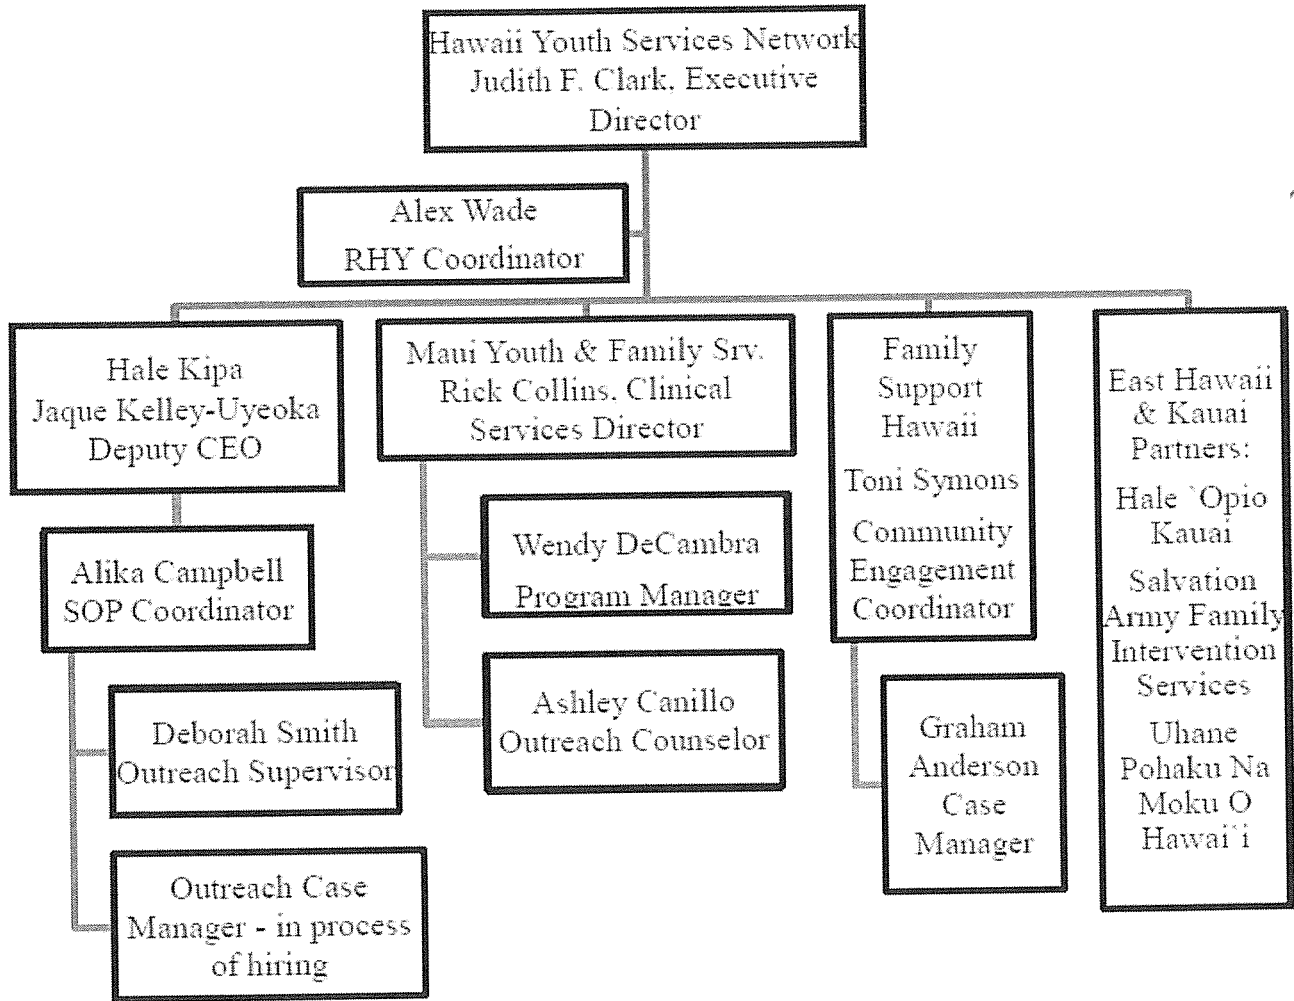 Hawaii Youth Services Network
Judith F. Clark, Executive
Director
Alex Wade
RHY Coordinator
Hale Kipa
Jaque Kelley-Uyeoka
Deputy CEO
Alika Campbell
SOP Coordinator
Deborah Smith
Outreach Supervisor
Outreach Case
Manager - in process
of hiring
Maui Youth & Family Srv.
Rick Collins, Clinical
Services Director
Wendy DeCambra
Program Manager
Ashley Canillo
Outreach Counselor
Family
Support
Hawaii
Toni Symons
Community
Engagement
Coordinator
Graham
Anderson
Case
Manager
East Hawaii
& Kauai
Partners:
Hale `Opio
Kauai
Salvation
Army Family
Intervention
Services
Uhane
Pohaku Na
Moku O
Hawai`i